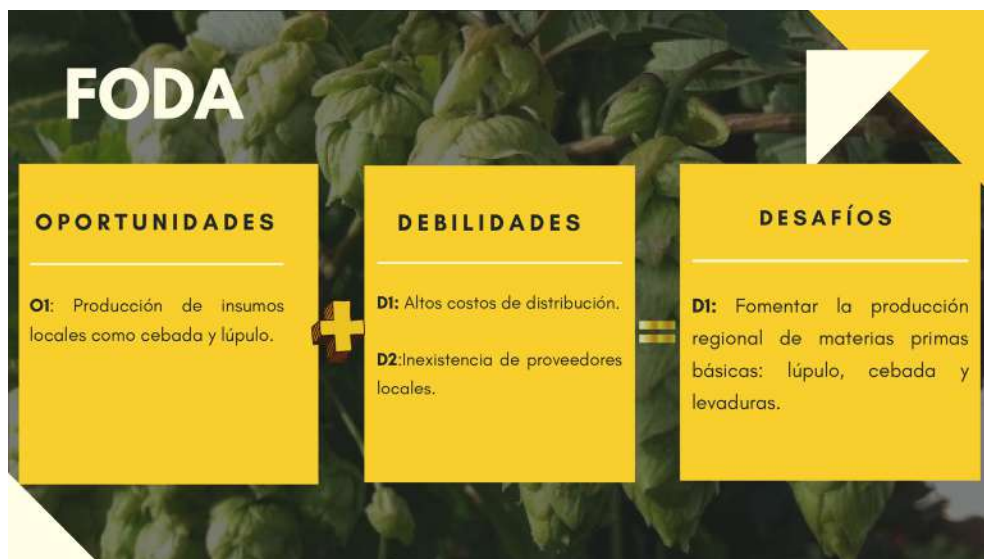 FODA
OPORTUNIDADES
O1: Producción de insumos
locales como cebada y lúpulo.
DEBILIDADES
D1: Altos costos de distribución.
D2:Inexistencia de proveedores
locales.
DESAFÍOS
D1: Fomentar la producción
regional de materias primas
básicas: lúpulo, cebada y
levaduras.